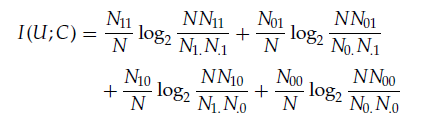 I(U;C) = N₁₁/N log₂ NN₁₁/N₁.N.₁ + N₀₁/N log₂ NN₀₁/N₀.N.₁
+ N₁₀/N log₂ NN₁₀/N₁.N.₀ + N₀₀/N log₂ NN₀₀/N₀.N.₀